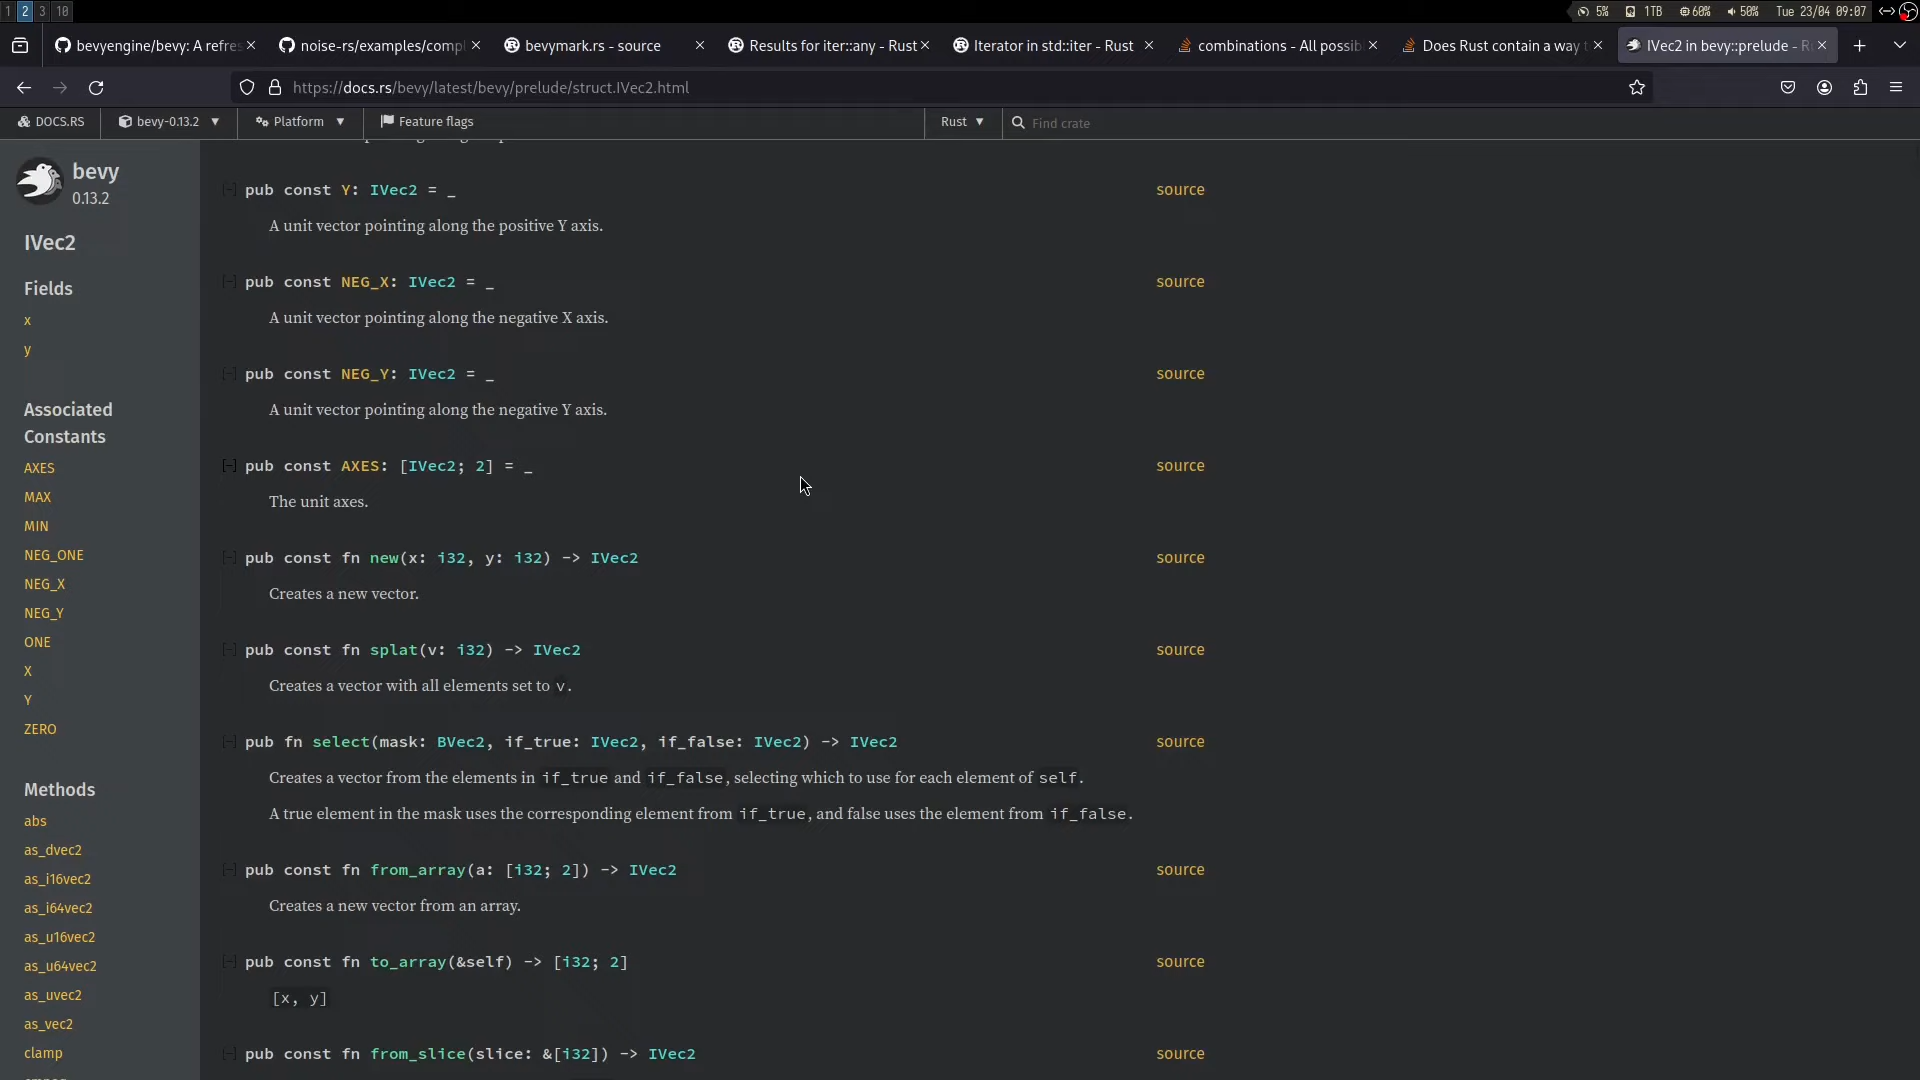 1 2 3 10
5% 1TB 60% 50% Tue 23/04 09:07
bevyengine/bevy: A refres
noise-rs/examples/compl
bevymark.rs - source
Results for iter::any - Rust
Iterator in std::iter - Rust
combinations - All possib
Does Rust contain a way t
IVec2 in bevy::prelude - R
https://docs.rs/bevy/latest/bevy/prelude/struct.IVec2.html
DOCS.RS
bevy-0.13.2
Platform
Feature flags
Rust
Find crate
bevy
0.13.2
IVec2
Fields
x
y
Associated
Constants
AXES
MAX
MIN
NEG_ONE
NEG_X
NEG_Y
ONE
X
Y
ZERO
Methods
abs
as_dvec2
as_i16vec2
as_i64vec2
as_u16vec2
as_u64vec2
as_uvec2
as_vec2
clamp
[-] pub const Y: IVec2 = _ source
A unit vector pointing along the positive Y axis.
[-] pub const NEG_X: IVec2 = _ source
A unit vector pointing along the negative X axis.
[-] pub const NEG_Y: IVec2 = _ source
A unit vector pointing along the negative Y axis.
[-] pub const AXES: [IVec2; 2] = _ source
The unit axes.
[-] pub const fn new(x: i32, y: i32) -> IVec2 source
Creates a new vector.
[-] pub const fn splat(v: i32) -> IVec2 source
Creates a vector with all elements set to v.
[-] pub fn select(mask: BVec2, if_true: IVec2, if_false: IVec2) -> IVec2 source
Creates a vector from the elements in if_true and if_false, selecting which to use for each element of self.
A true element in the mask uses the corresponding element from if_true, and false uses the element from if_false.
[-] pub const fn from_array(a: [i32; 2]) -> IVec2 source
Creates a new vector from an array.
[-] pub const fn to_array(&self) -> [i32; 2] source
[x, y]
[-] pub const fn from_slice(slice: &[i32]) -> IVec2 source